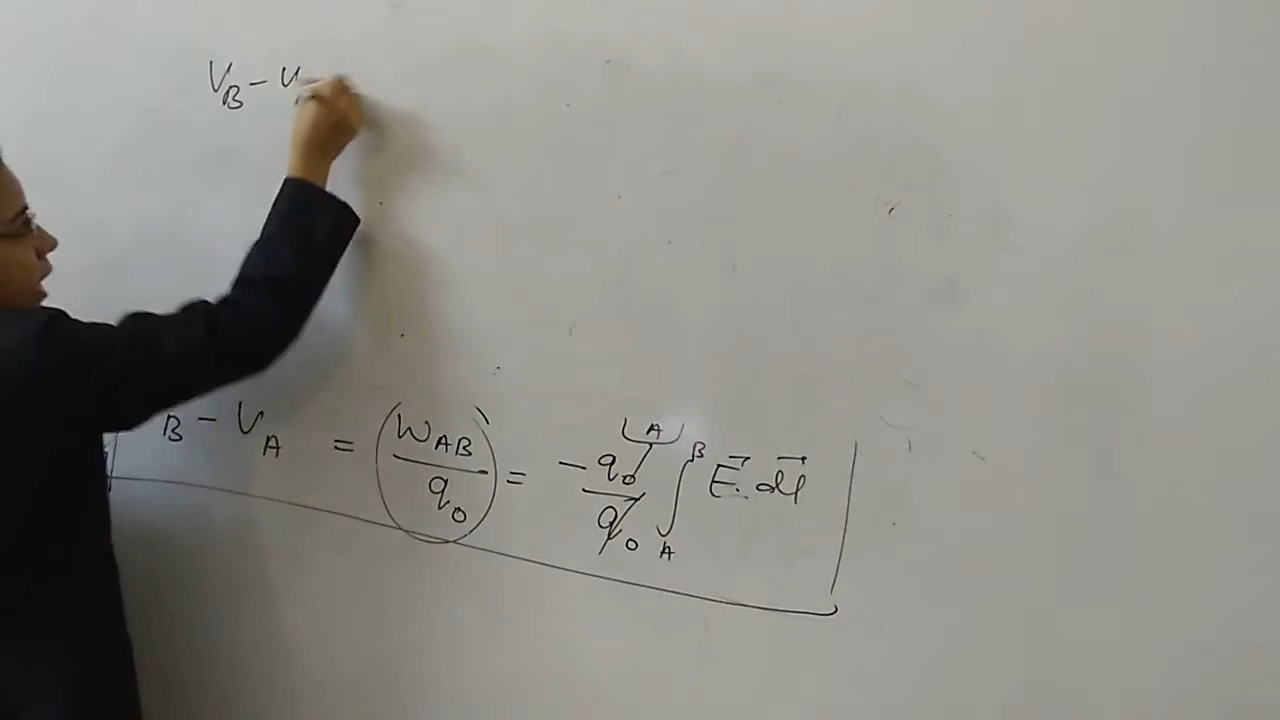 V_B - V
B - V_A = (W_AB / q_0) = -q_0 / q_0 ∫_A^B E⃗. dl⃗
A